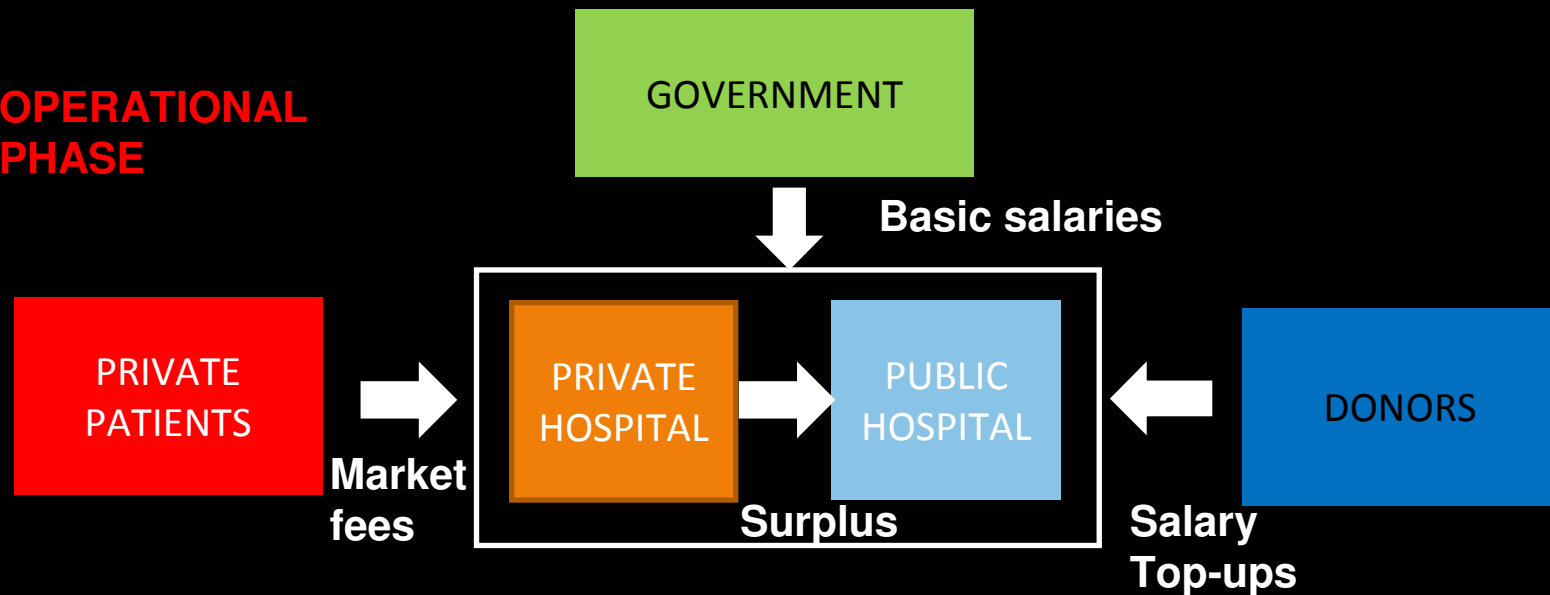 OPERATIONAL
PHASE
GOVERNMENT
Basic salaries
PRIVATE
PATIENTS
Market
fees
PRIVATE
HOSPITAL
Surplus
PUBLIC
HOSPITAL
DONORS
Salary
Top-ups